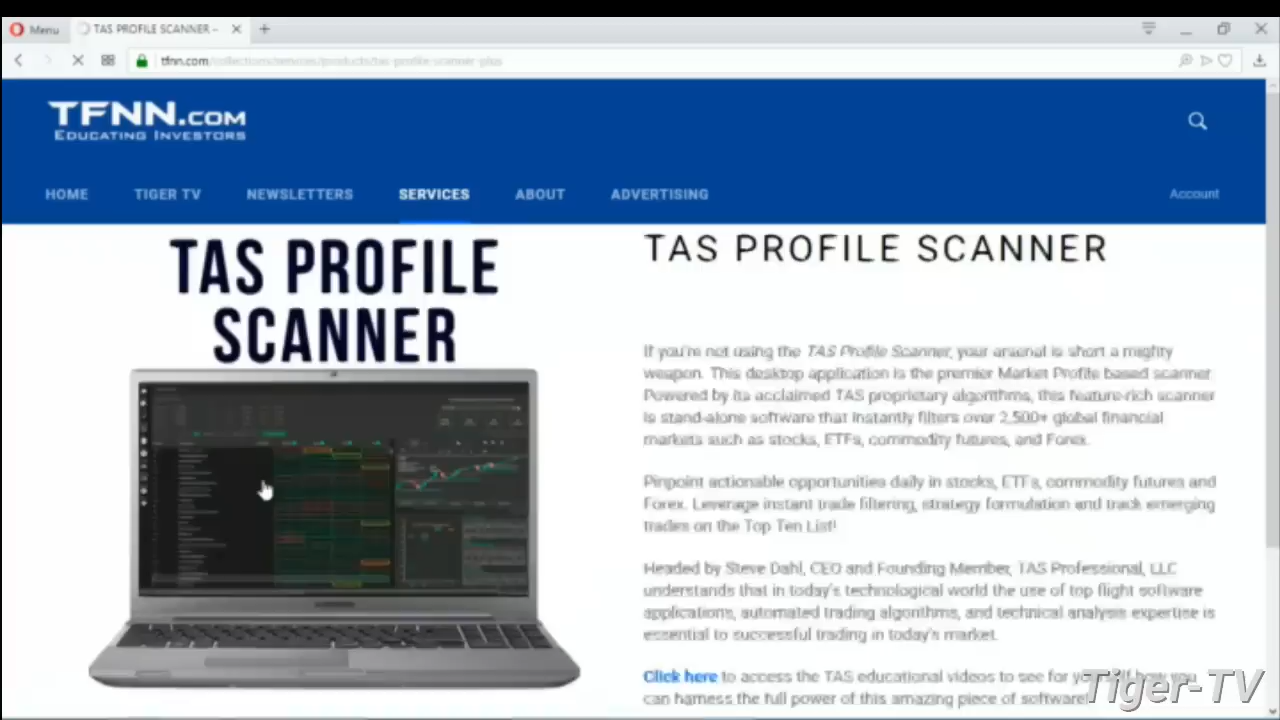 Menu
TAS PROFILE SCANNER –
tfnn.com/collections/services/products/tas-profile-scanner-plus
TFNN.COM
EDUCATING INVESTORS
HOME TIGER TV NEWSLETTERS SERVICES ABOUT ADVERTISING Account
TAS PROFILE
SCANNER
TAS PROFILE SCANNER
If you're not using the TAS Profile Scanner, your arsenal is short a mighty
weapon. This desktop application is the premier Market Profile based scanner
Powered by its acclaimed TAS proprietary algorithms, this feature-rich scanner
is stand-alone software that instantly filters over 2,500+ global financial
markets such as stocks, ETFs, commodity futures, and Forex.
Pinpoint actionable opportunities daily in stocks, ETFs, commodity futures and
Forex. Leverage instant trade filtering, strategy formulation and track emerging
trades on the Top Ten List!
Headed by Steve Dahl, CEO and Founding Member, TAS Professional, LLC
understands that in today's technological world the use of top flight software
applications, automated trading algorithms, and technical analysis expertise is
essential to successful trading in today's market.
Click here to access the TAS educational videos to see for how you
can harness the full power of this amazing piece of software!
Tiger-TV